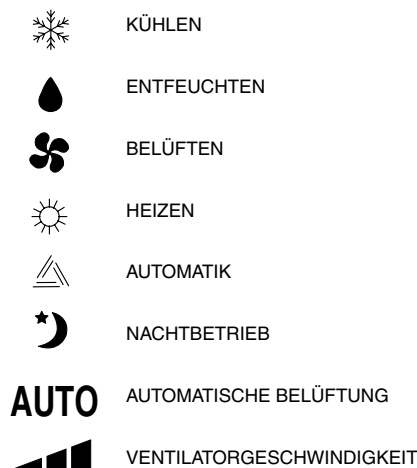 KÜHLEN
ENTFEUCHTEN
BELÜFTEN
HEIZEN
AUTOMATIK
NACHTBETRIEB
AUTO AUTOMATISCHE BELÜFTUNG
VENTILATORGESCHWINDIGKEIT